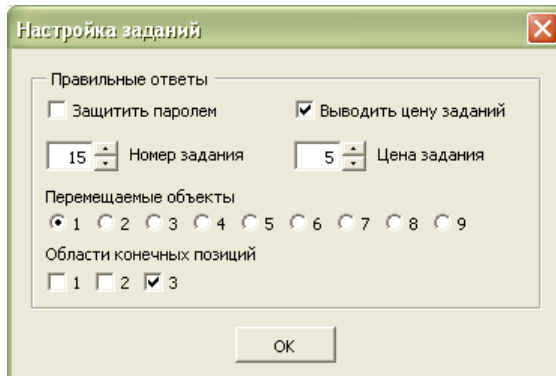 Настройка заданий
Правильные ответы
Защитить паролем Выводить цену заданий
15 Номер задания 5 Цена задания
Перемещаемые объекты
1 2 3 4 5 6 7 8 9
Области конечных позиций
1 2 3
OK